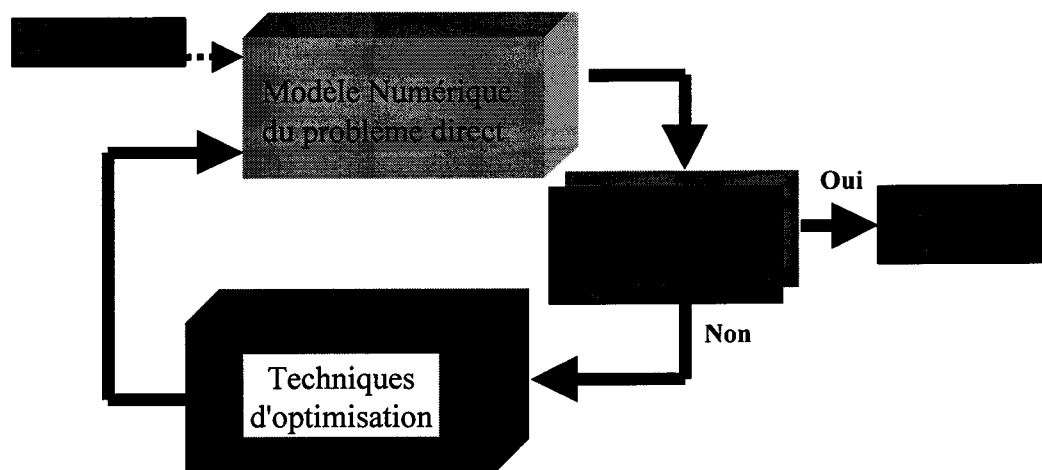 Modèle Numérique
du problème direct
Oui
Non
Techniques
d'optimisation